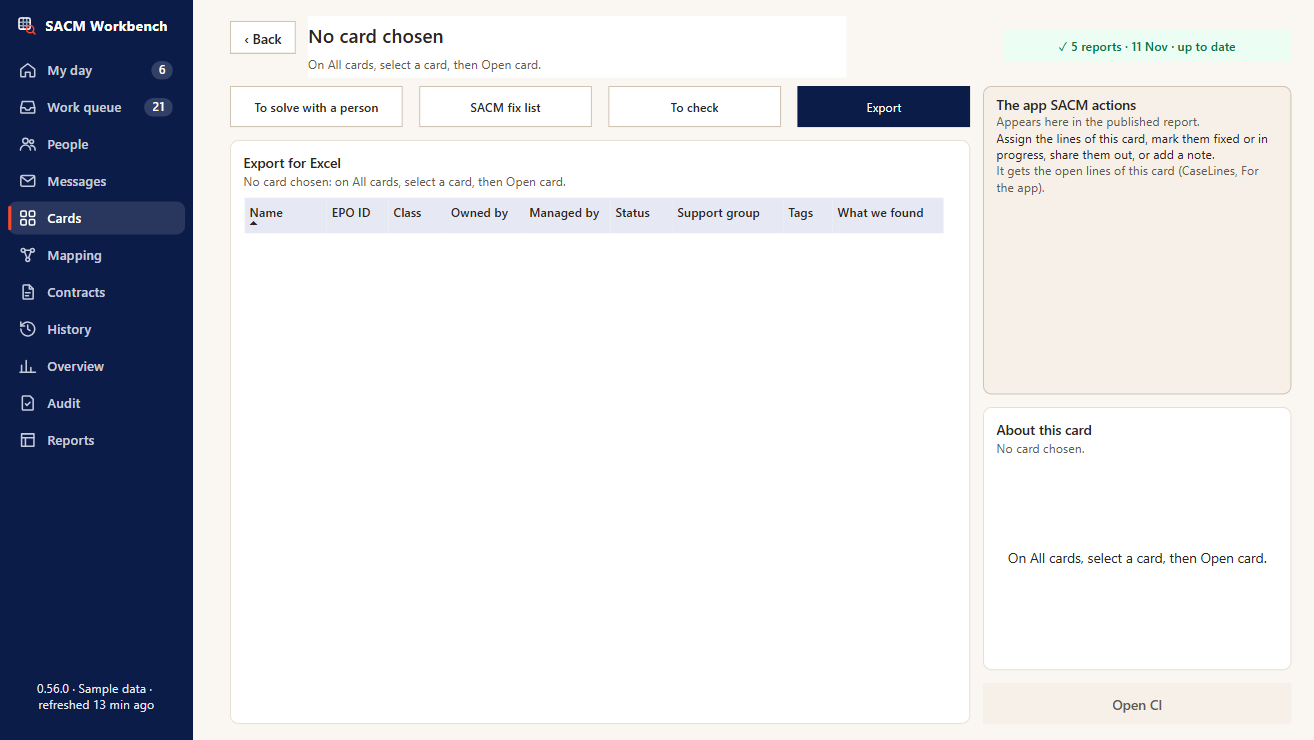 SACM Workbench
My day 6
Work queue 21
People
Messages
Cards
Mapping
Contracts
History
Overview
Audit
Reports
0.56.0 · Sample data ·
refreshed 13 min ago
‹ Back
No card chosen
On All cards, select a card, then Open card.
✓ 5 reports · 11 Nov · up to date
To solve with a person
SACM fix list
To check
Export
Export for Excel
No card chosen: on All cards, select a card, then Open card.
Name EPO ID Class Owned by Managed by Status Support group Tags What we found
The app SACM actions
Appears here in the published report.
Assign the lines of this card, mark them fixed or in
progress, share them out, or add a note.
It gets the open lines of this card (CaseLines, For
the app).
About this card
No card chosen.
On All cards, select a card, then Open card.
Open CI